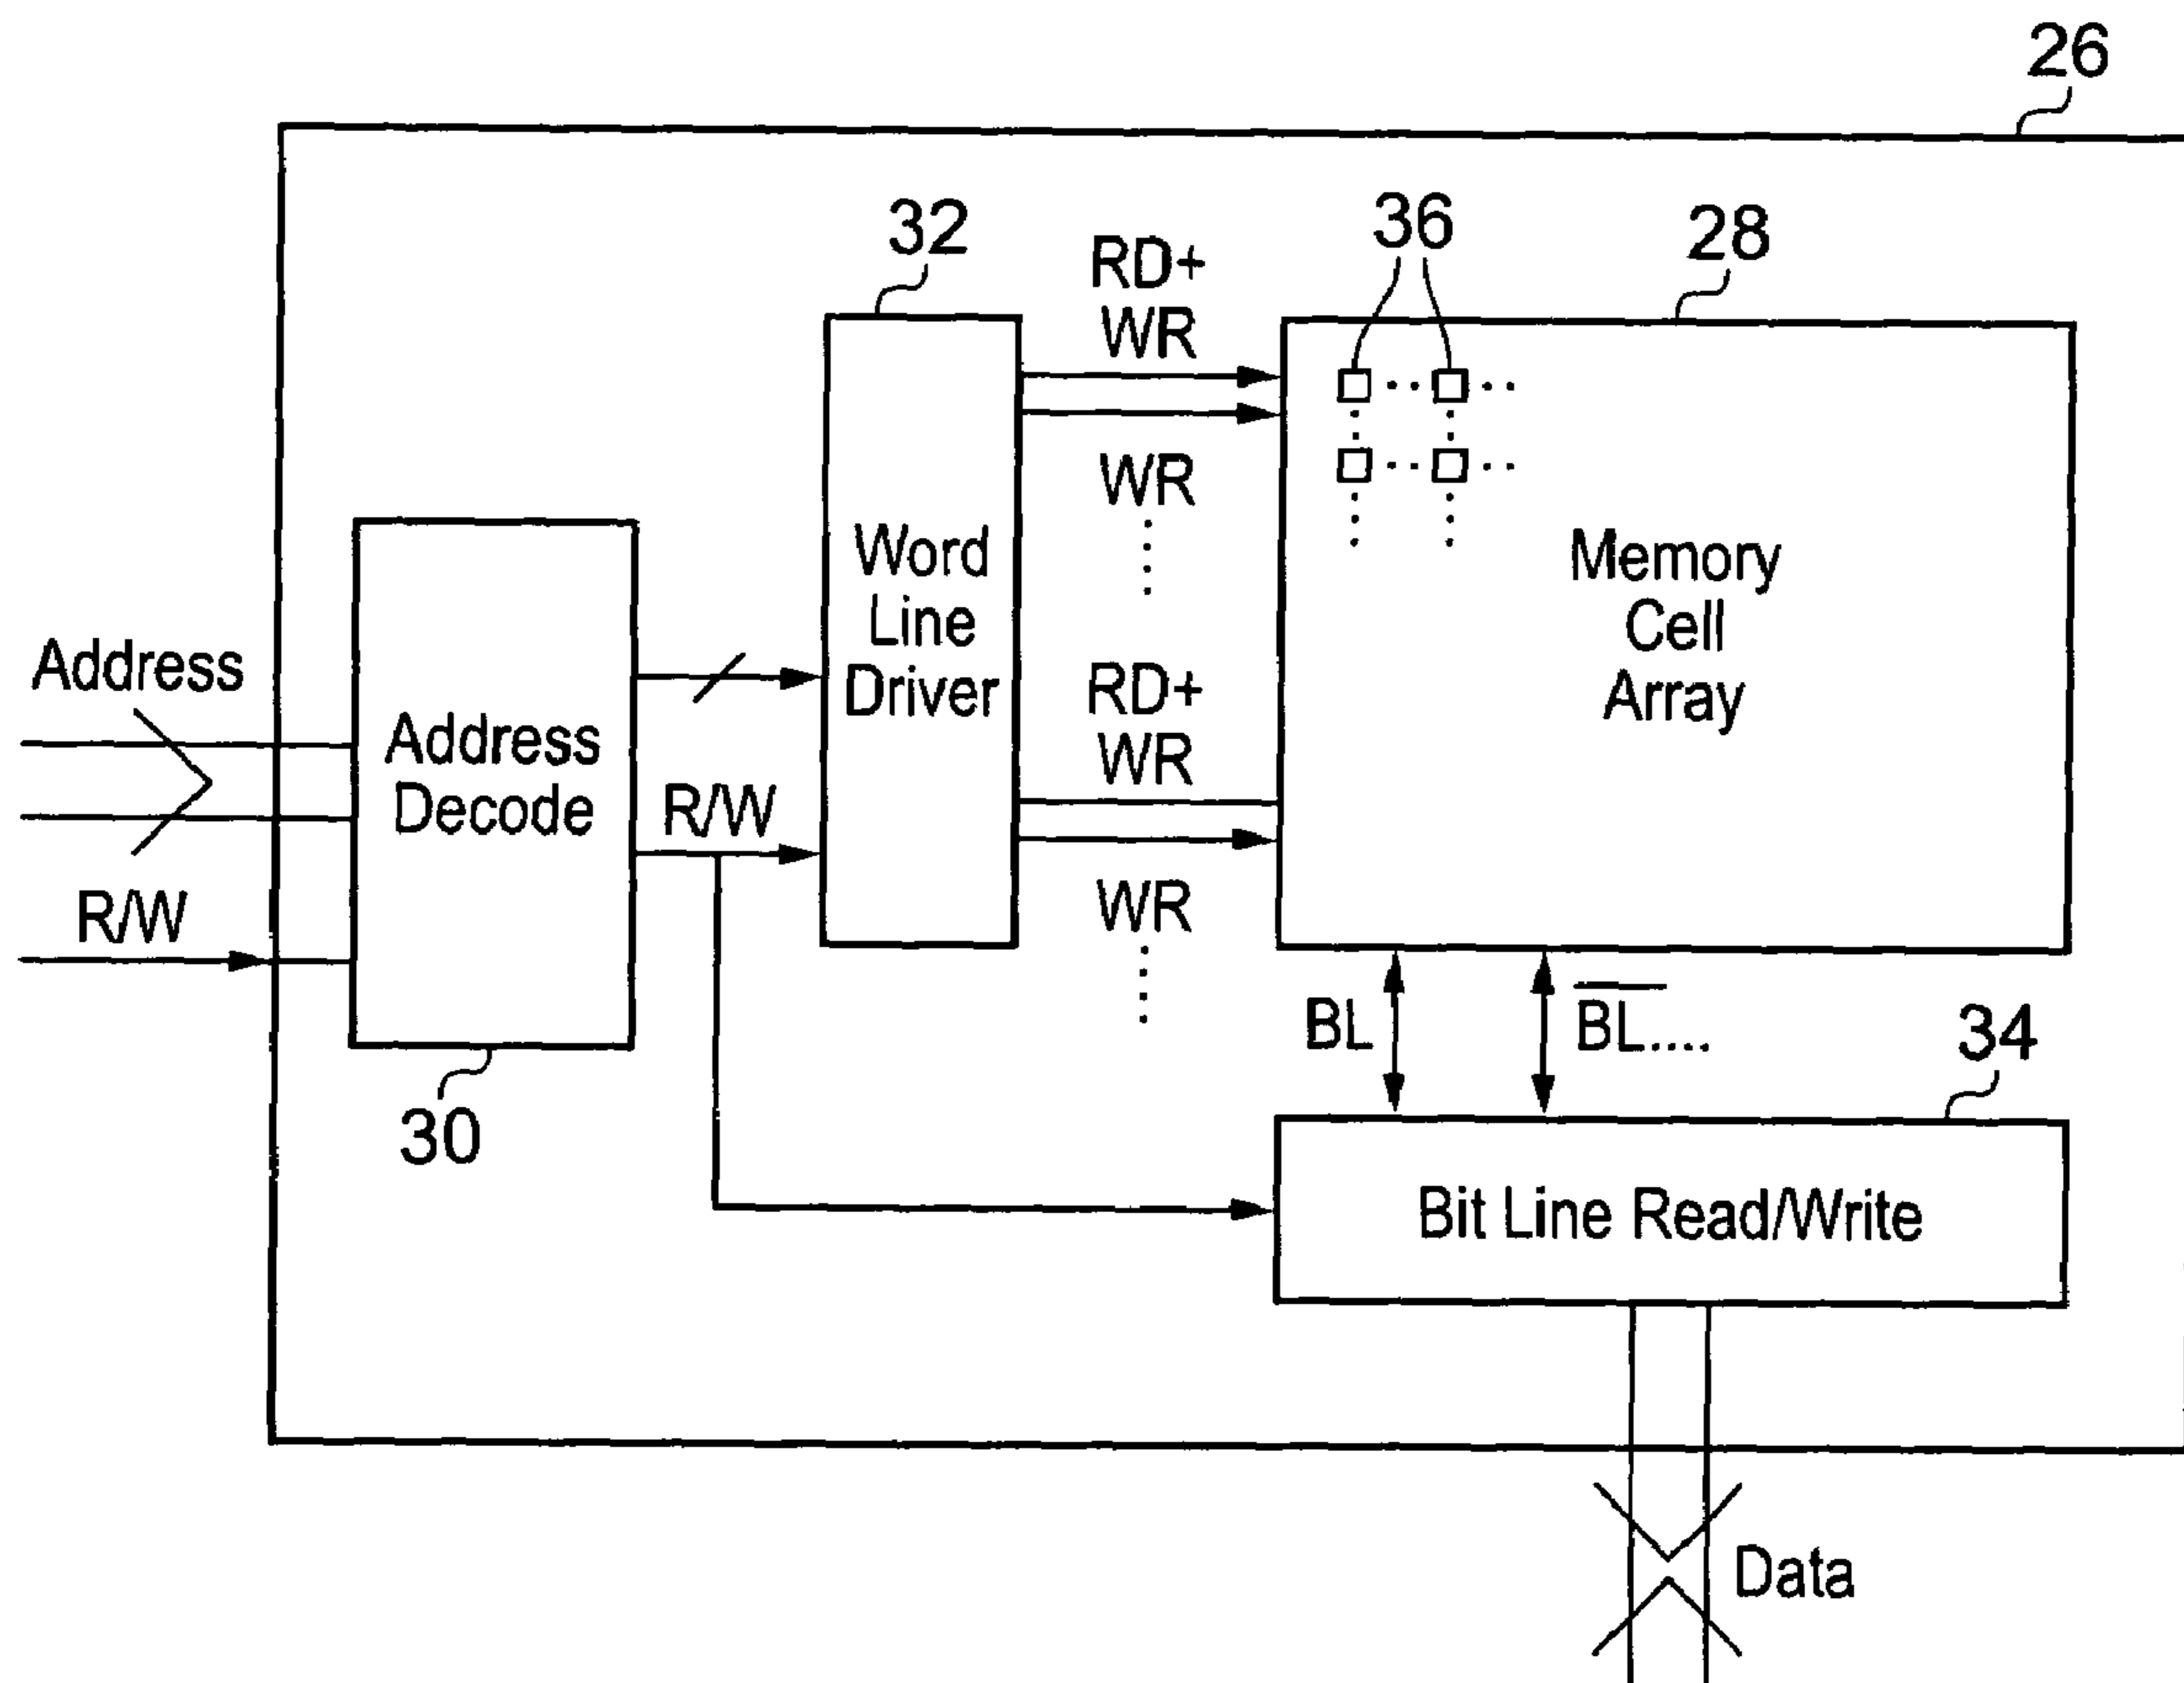 26
32
36
28
RD+
WR
WR
Word
Line
Driver
Memory
Cell
Array
Address
RD+
WR
Address
Decode
R/W
R/W
WR
BL
B̅L̅....
34
30
Bit Line Read/Write
Data